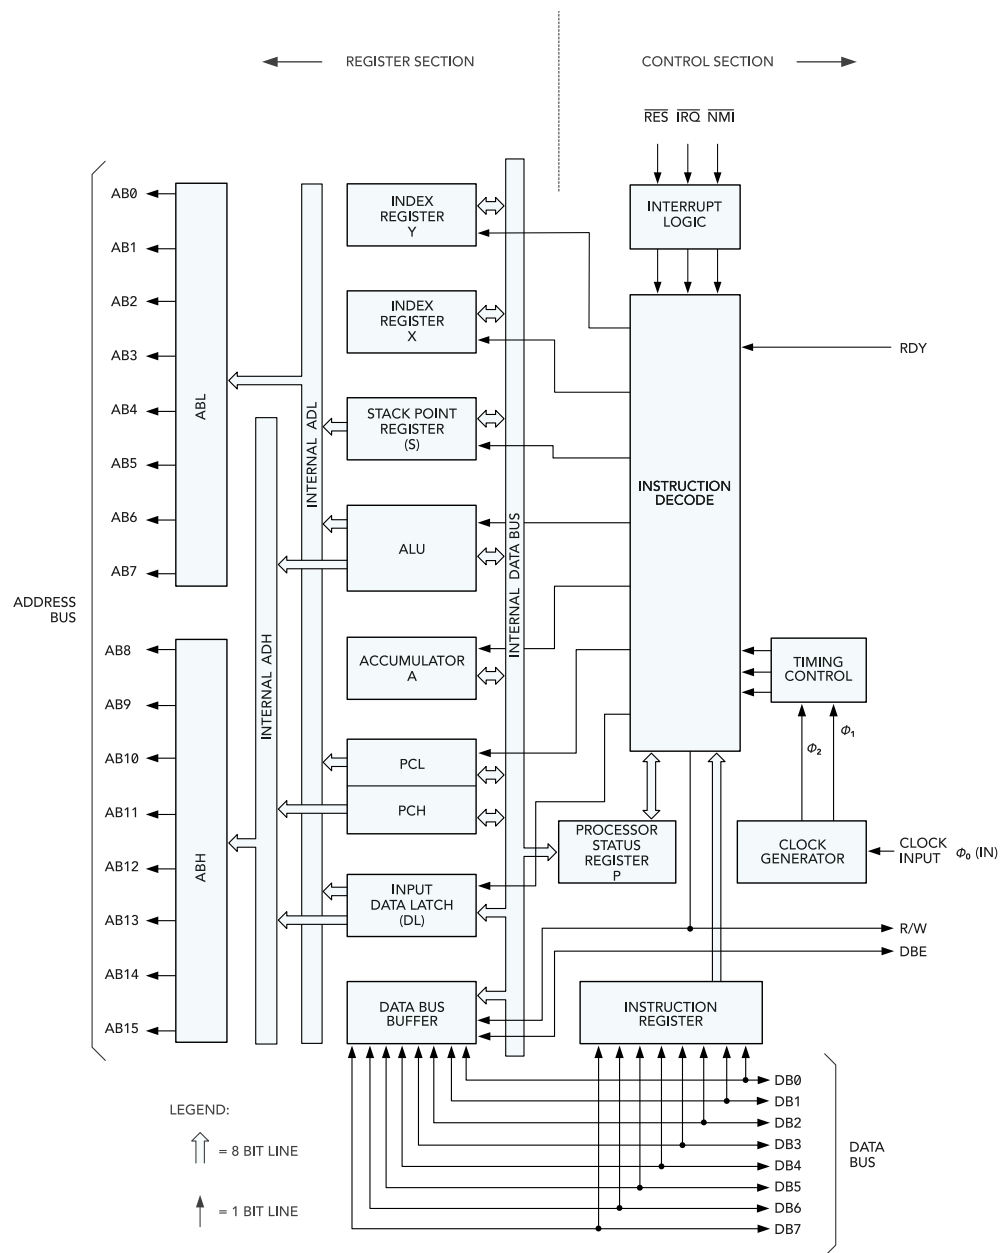 REGISTER SECTION
CONTROL SECTION
RES IRQ NMI
INTERRUPT
LOGIC
AB0
AB1
AB2
AB3
AB4
AB5
AB6
AB7
ADDRESS
BUS
AB8
AB9
AB10
AB11
AB12
AB13
AB14
AB15
ABL
ABH
INTERNAL ADH
INTERNAL ADL
INDEX
REGISTER
Y
INDEX
REGISTER
X
STACK POINT
REGISTER
(S)
ALU
ACCUMULATOR
A
PCL
PCH
INPUT
DATA LATCH
(DL)
DATA BUS
BUFFER
INTERNAL DATA BUS
INSTRUCTION
DECODE
RDY
TIMING
CONTROL
Φ2
Φ1
PROCESSOR
STATUS
REGISTER
P
CLOCK
GENERATOR
CLOCK
INPUT Φ0 (IN)
R/W
DBE
INSTRUCTION
REGISTER
DB0
DB1
DB2
DB3
DB4
DB5
DB6
DB7
DATA
BUS
LEGEND:
= 8 BIT LINE
= 1 BIT LINE